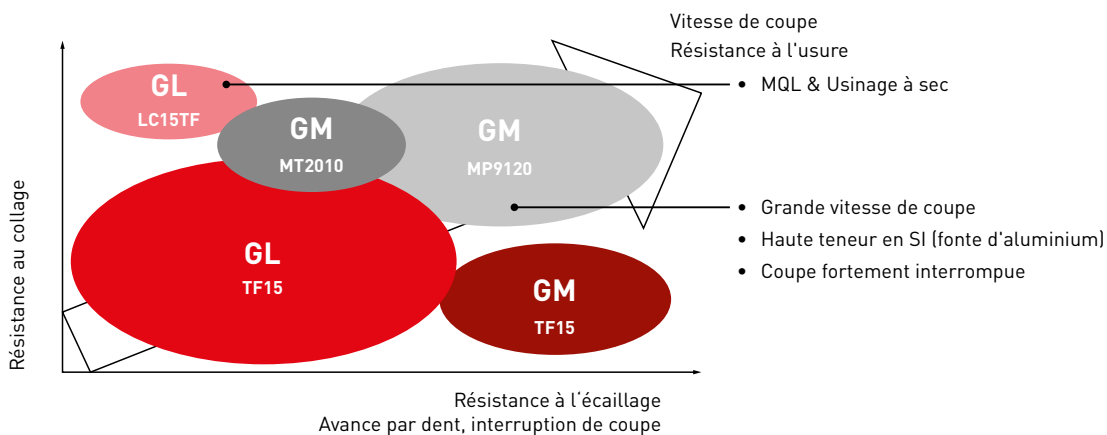 Vitesse de coupe
Résistance à l'usure
• MQL & Usinage à sec
GL
LC15TF
GM
MT2010
GM
MP9120
• Grande vitesse de coupe
• Haute teneur en SI (fonte d'aluminium)
• Coupe fortement interrompue
GL
TF15
GM
TF15
Résistance au collage
Résistance à l‘écaillage
Avance par dent, interruption de coupe